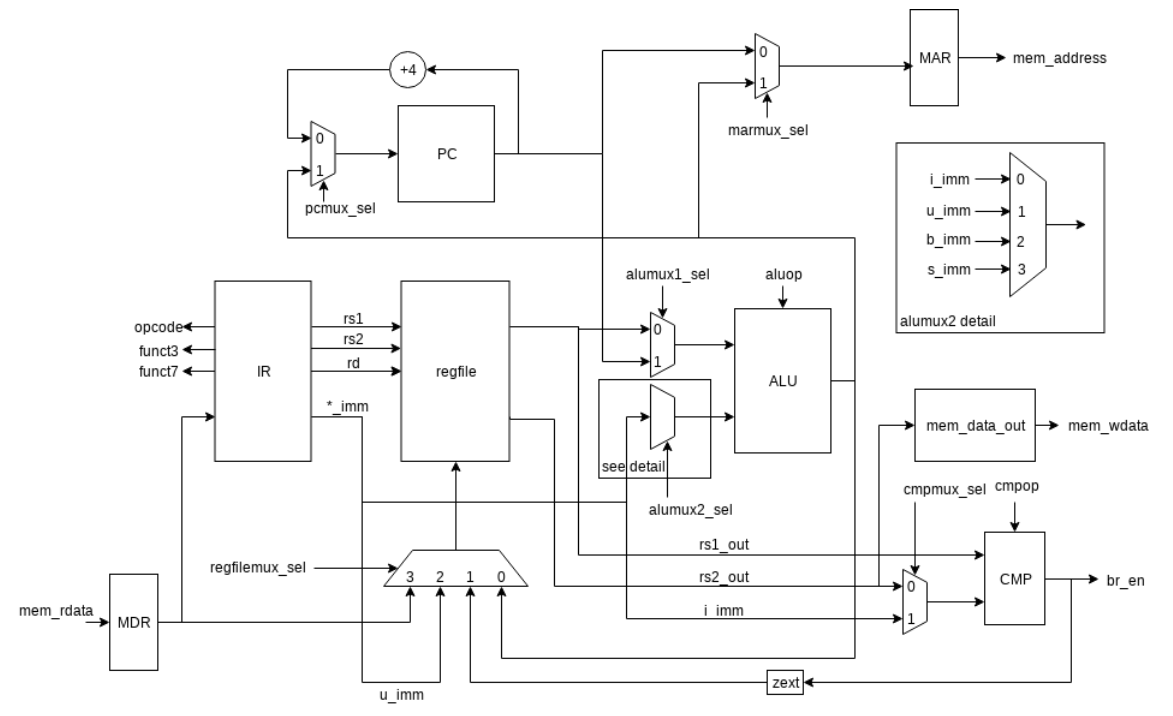 +4
0
1
pcmux_sel
PC
0
1
marmux_sel
MAR
mem_address
i_imm
u_imm
b_imm
s_imm
0
1
2
3
alumux2 detail
opcode
funct3
funct7
IR
rs1
rs2
rd
*_imm
regfile
alumux1_sel
0
1
aluop
ALU
see detail
alumux2_sel
mem_data_out
mem_wdata
cmpmux_sel
cmpop
rs1_out
rs2_out
i_imm
0
1
CMP
br_en
regfilemux_sel
3 2 1 0
mem_rdata
MDR
u_imm
zext